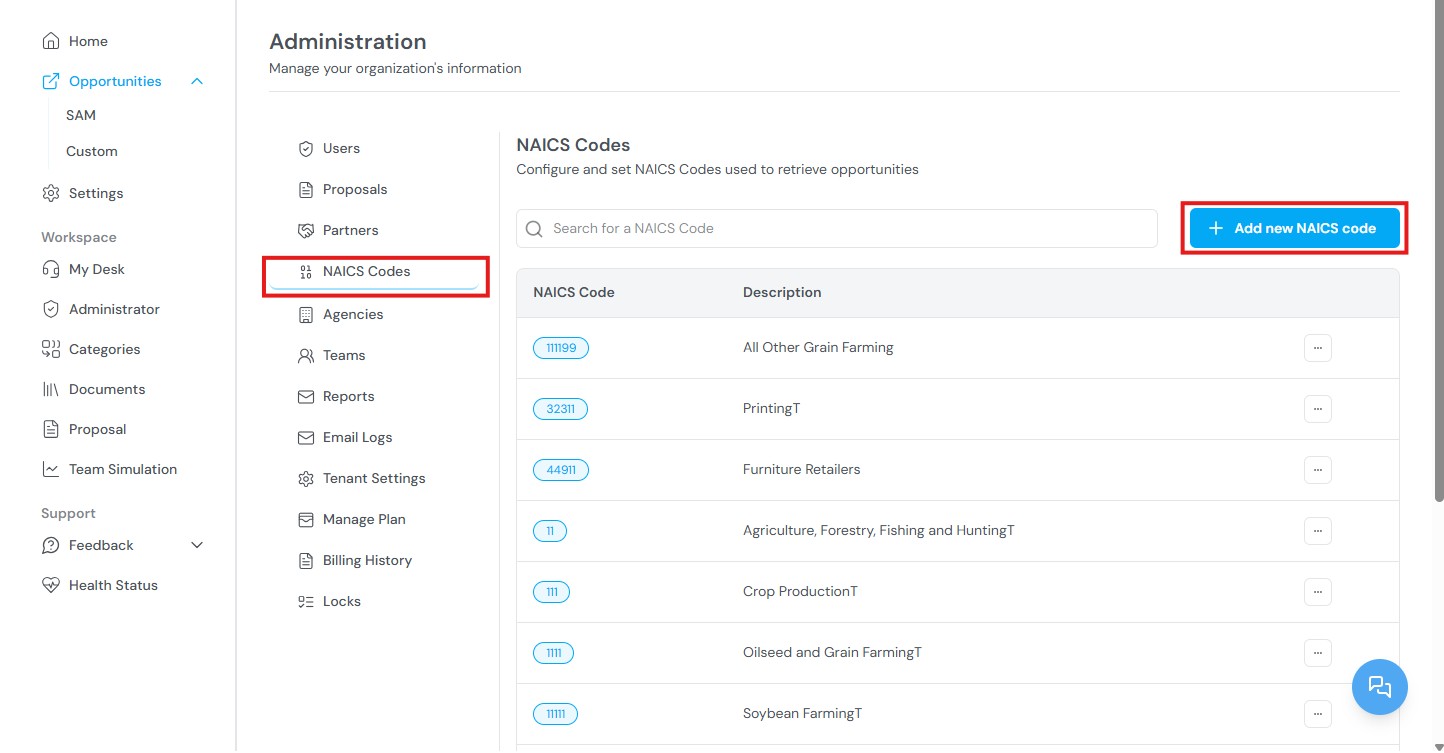 Home
Opportunities
SAM
Custom
Settings
Workspace
My Desk
Administrator
Categories
Documents
Proposal
Team Simulation
Support
Feedback
Health Status
Administration
Manage your organization's information
Users
Proposals
Partners
NAICS Codes
Agencies
Teams
Reports
Email Logs
Tenant Settings
Manage Plan
Billing History
Locks
NAICS Codes
Configure and set NAICS Codes used to retrieve opportunities
Search for a NAICS Code
+ Add new NAICS code
NAICS Code Description
111199 All Other Grain Farming ...
32311 PrintingT ...
44911 Furniture Retailers ...
11 Agriculture, Forestry, Fishing and HuntingT ...
111 Crop ProductionT ...
1111 Oilseed and Grain FarmingT ...
11111 Soybean FarmingT ...